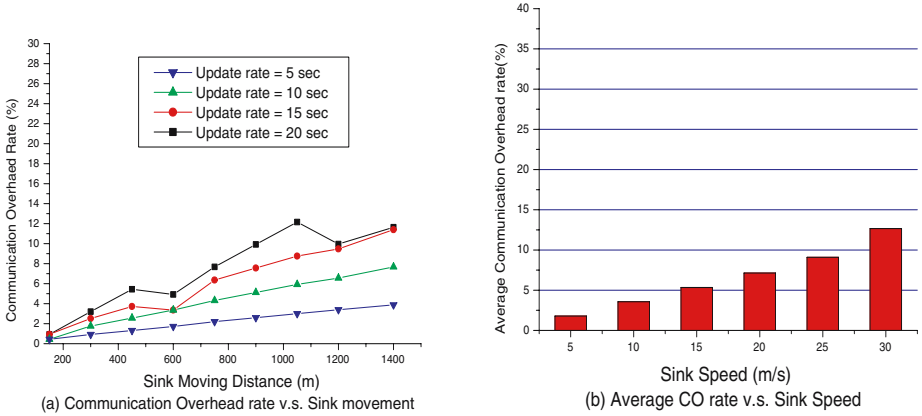 Communication Overhaed Rate (%)
30
28
26
24
22
20
18
16
14
12
10
8
6
4
2
0
Update rate = 5 sec
Update rate = 10 sec
Update rate = 15 sec
Update rate = 20 sec
200 400 600 800 1000 1200 1400
Sink Moving Distance (m)
(a) Communication Overhead rate v.s. Sink movement
Average Communication Overhead rate(%)
40
35
30
25
20
15
10
5
0
5 10 15 20 25 30
Sink Speed (m/s)
(b) Average CO rate v.s. Sink Speed